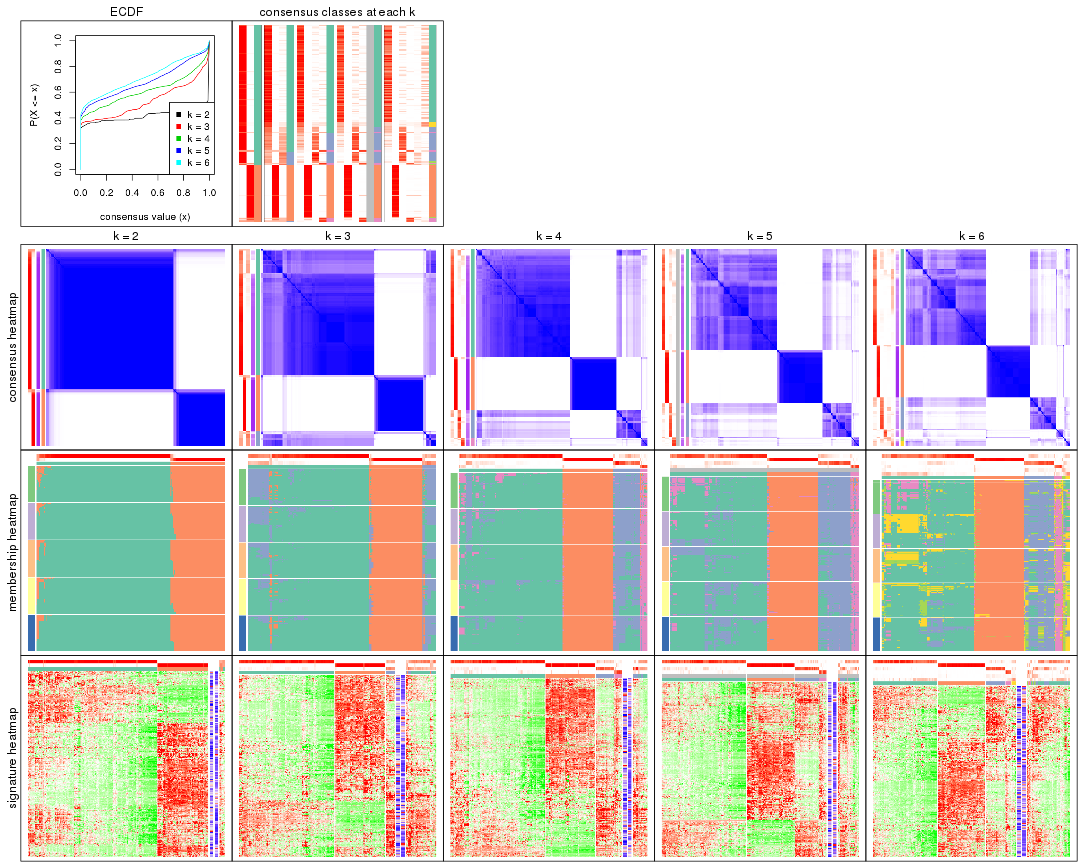 ECDF
consensus classes at each k
P(X <= x)
0.0 0.2 0.4 0.6 0.8 1.0
k = 2
k = 3
k = 4
k = 5
k = 6
0.0 0.2 0.4 0.6 0.8 1.0
consensus value (x)
k = 2
k = 3
k = 4
k = 5
k = 6
consensus heatmap
membership heatmap
signature heatmap